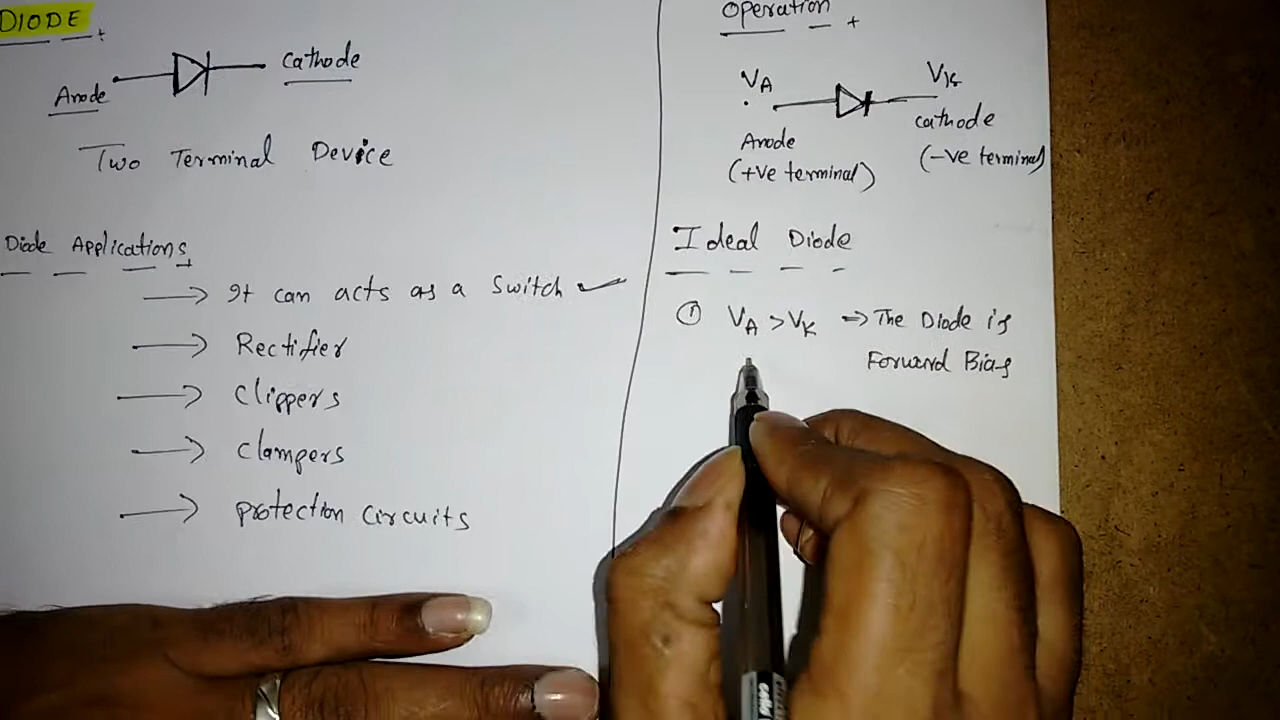 DIODE
Anode
Cathode
Two Terminal Device
Diode Applications
→ It can acts as a Switch ✓
→ Rectifier
→ Clippers
→ Clampers
→ protection Circuits
Operation
VA
VK
Anode
(+ve terminal)
Cathode
(-ve terminal)
Ideal Diode
① VA > VK ⇒ The Diode is
Forward Bias